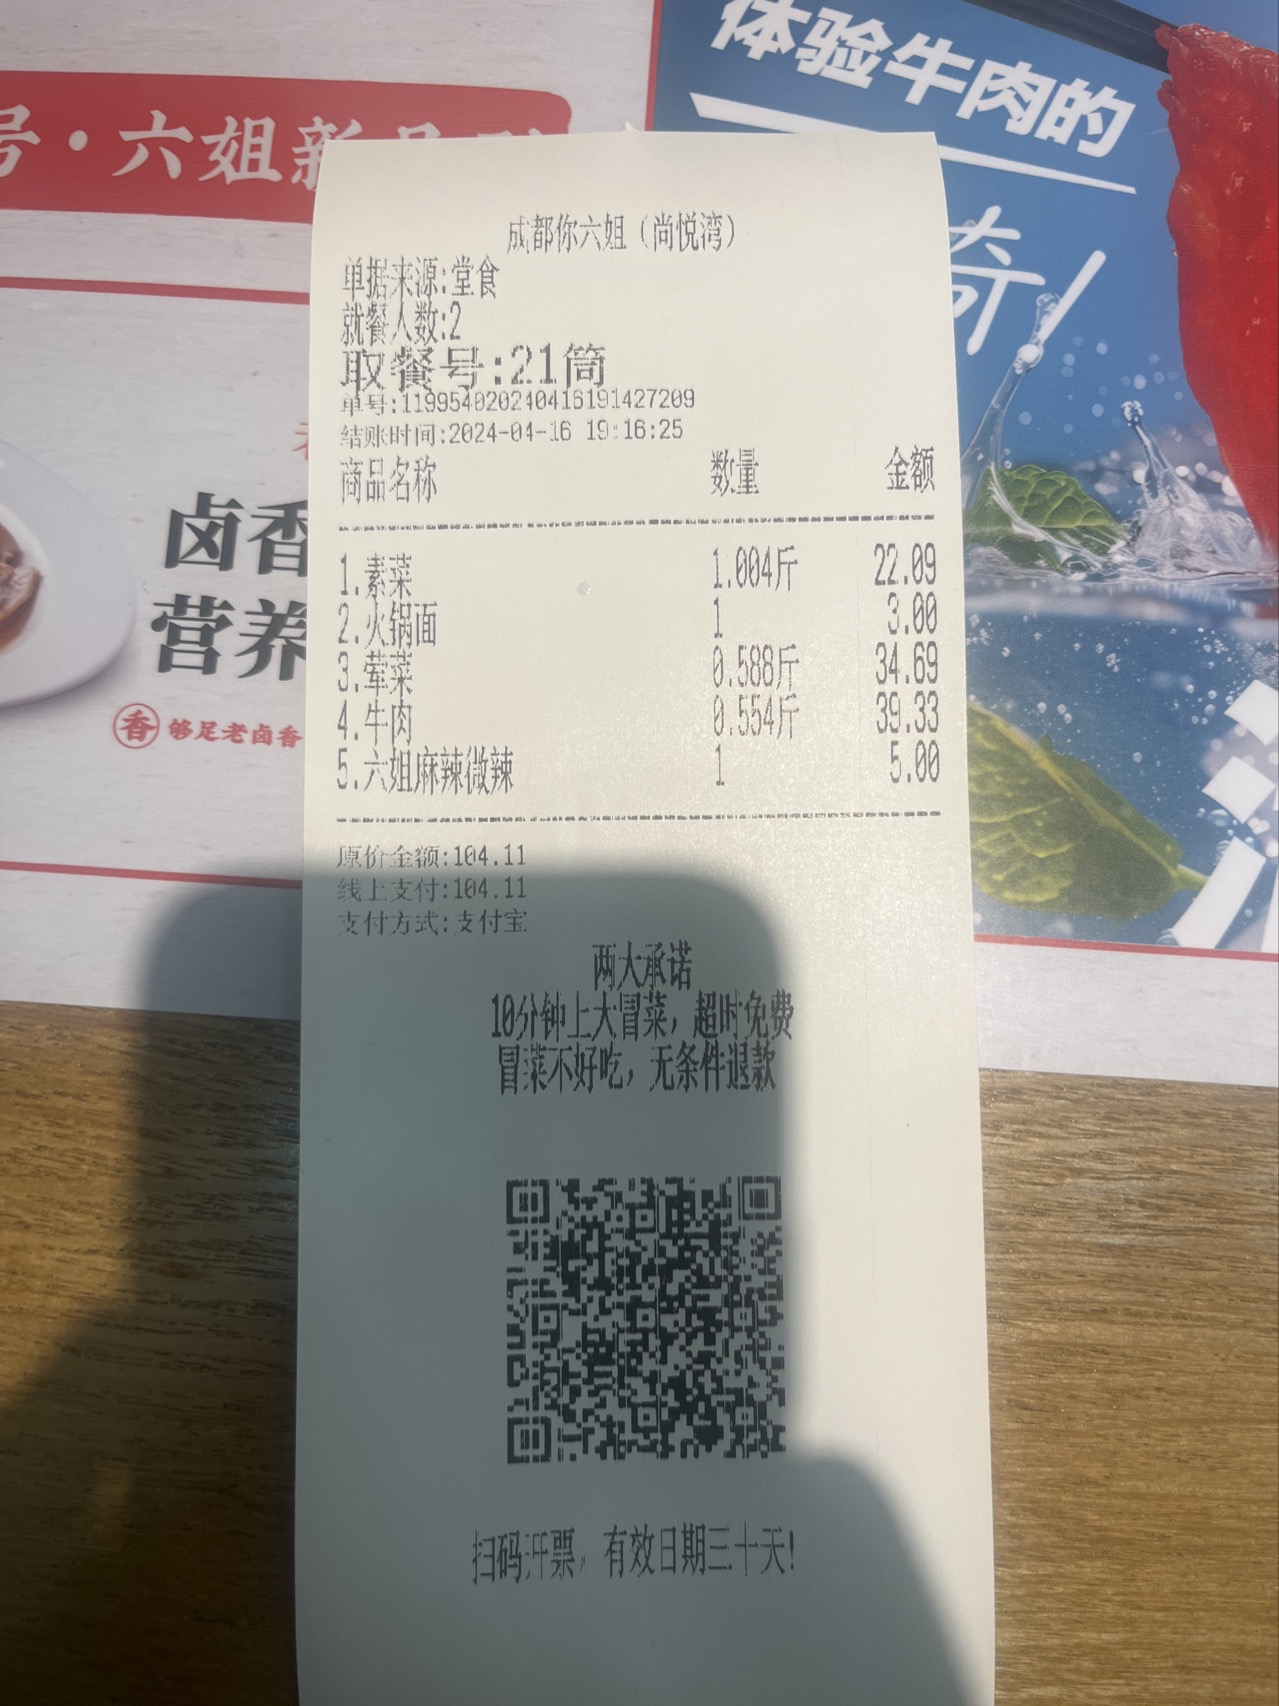 号·六姐新
体验牛肉的
奇！
卤香
营养
香 够足老卤香
成都你六姐（尚悦湾）
单据来源:堂食
就餐人数:2
取餐号:21筒
单号:119954020240416191427209
结账时间:2024-04-16 19:16:25
商品名称 数量 金额
1.素菜 1.004斤 22.09
2.火锅面 1 3.00
3.荤菜 0.588斤 34.69
4.牛肉 0.554斤 39.33
5.六姐麻辣微辣 1 5.00
原价金额:104.11
线上支付:104.11
支付方式:支付宝
两大承诺
10分钟上大冒菜，超时免费
冒菜不好吃，无条件退款
扫码开票，有效日期三十天!